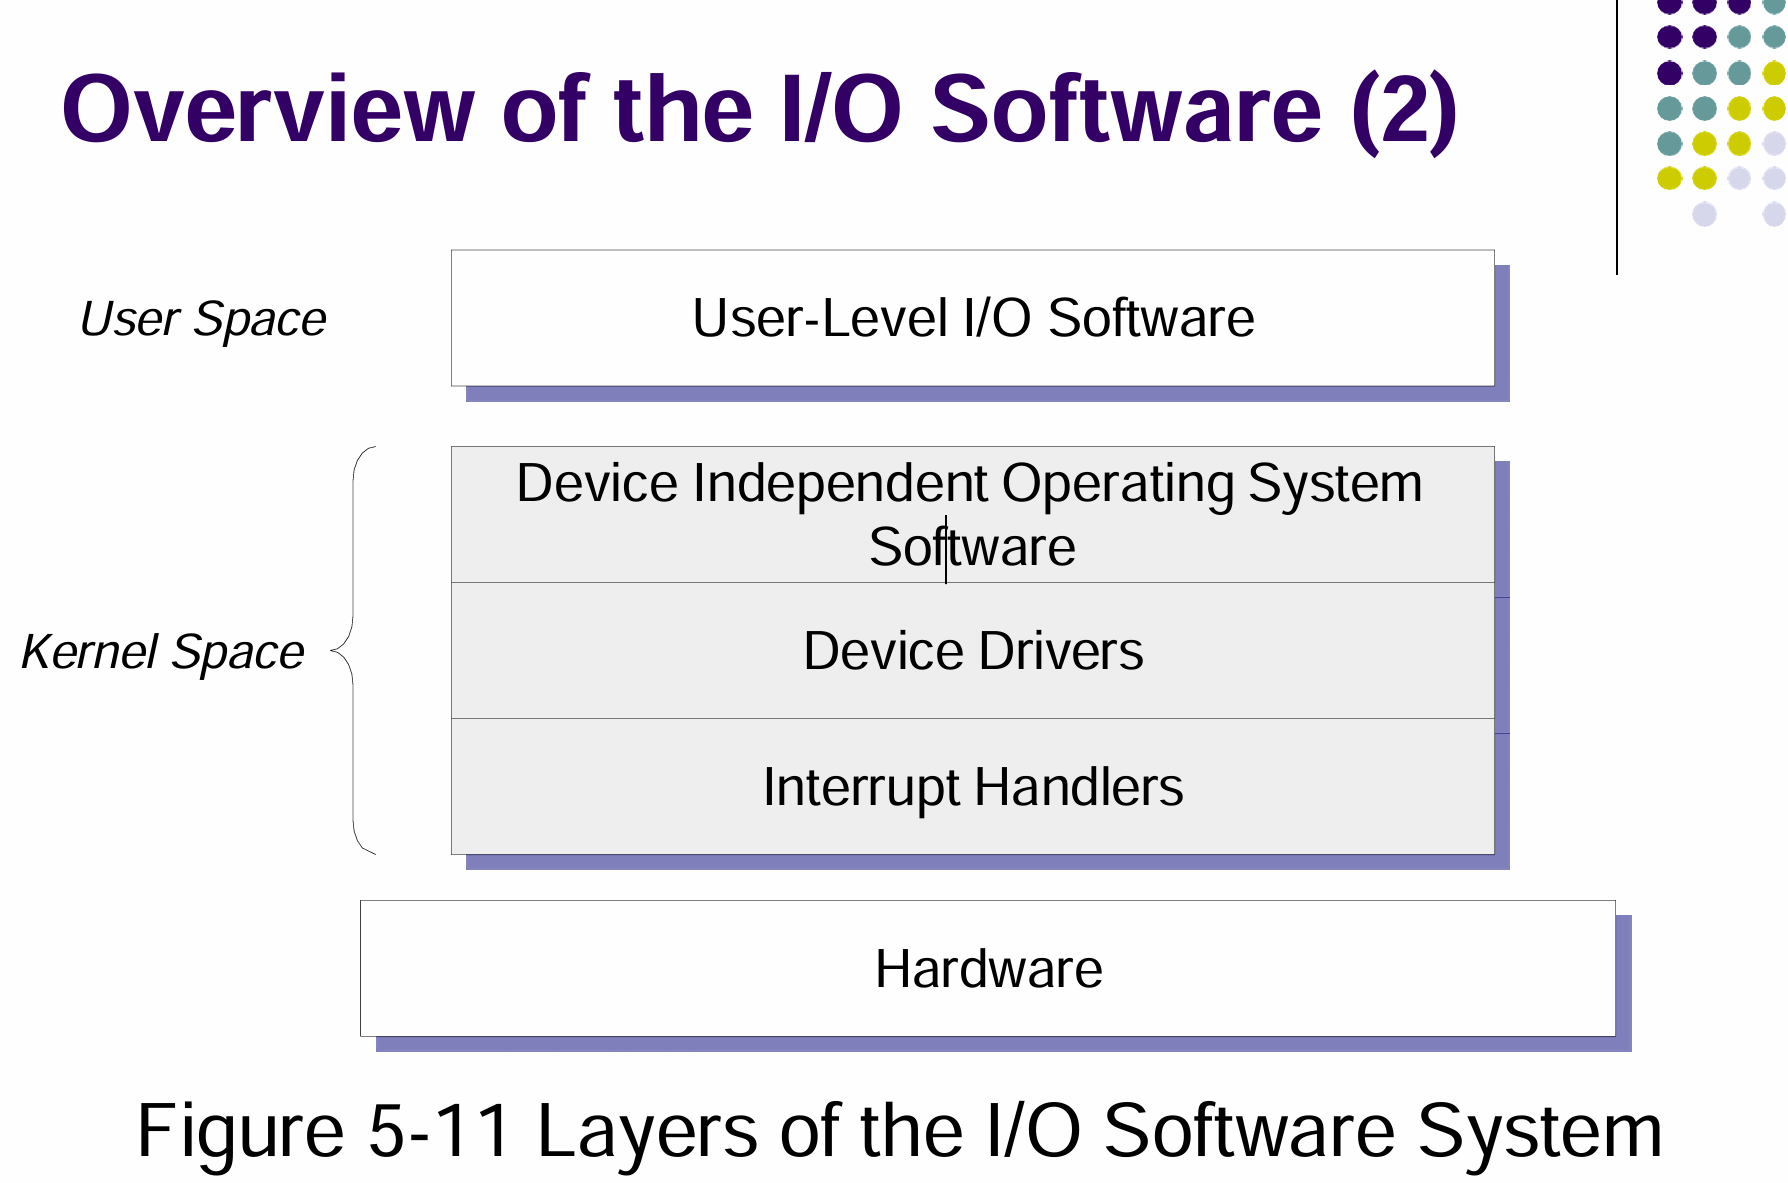 Overview of the I/O Software (2)
User Space
User-Level I/O Software
Device Independent Operating System
Software
Kernel Space
Device Drivers
Interrupt Handlers
Hardware
Figure 5-11 Layers of the I/O Software System